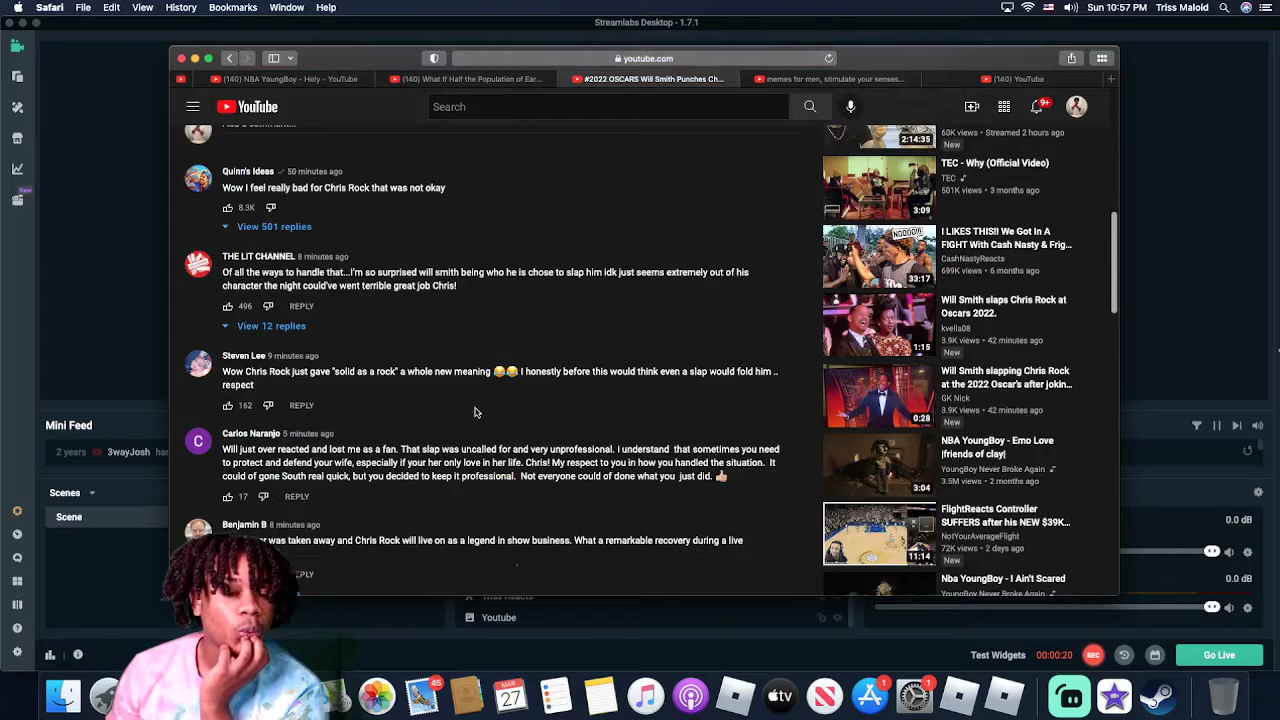 Safari File Edit View History Bookmarks Window Help
Sun 10:57 PM Triss Maloid
Streamlabs Desktop - 1.7.1
youtube.com
(140) NBA YoungBoy - Holy - YouTube
(140) What If Half the Population of Ear...
#2022 OSCARS Will Smith Punches Ch...
memes for men, stimulate your senses...
(140) YouTube
YouTube
Search
9+
Add a comment...
Quinn's Ideas 50 minutes ago
Wow I feel really bad for Chris Rock that was not okay
8.3K
View 501 replies
THE LIT CHANNEL 8 minutes ago
Of all the ways to handle that...I'm so surprised will smith being who he is chose to slap him idk just seems extremely out of his
character the night could've went terrible great job Chris!
496 REPLY
View 12 replies
Steven Lee 9 minutes ago
Wow Chris Rock just gave "solid as a rock" a whole new meaning 😂😂 I honestly before this would think even a slap would fold him ..
respect
162 REPLY
C
Carlos Naranjo 5 minutes ago
Will just over reacted and lost me as a fan. That slap was uncalled for and very unprofessional. I understand that sometimes you need
to protect and defend your wife, especially if your her only love in her life. Chris! My respect to you in how you handled the situation. It
could of gone South real quick, but you decided to keep it professional. Not everyone could of done what you just did. 👍
17 REPLY
Benjamin B 8 minutes ago
was taken away and Chris Rock will live on as a legend in show business. What a remarkable recovery during a live
60K views • Streamed 2 hours ago
New
2:14:35
TEC - Why (Official Video)
TEC
501K views • 3 months ago
3:09
I LIKES THIS!! We Got In A
FIGHT With Cash Nasty & Frig...
CashNastyReacts
699K views • 6 months ago
NOOOO!!
33:17
Will Smith slaps Chris Rock at
Oscars 2022.
kvella08
3.9K views • 42 minutes ago
New
1:15
Will Smith slapping Chris Rock
at the 2022 Oscar's after jokin...
GK Nick
3.9K views • 42 minutes ago
New
0:28
NBA YoungBoy - Emo Love
|friends of clay|
YoungBoy Never Broke Again
3.5M views • 2 months ago
3:04
FlightReacts Controller
SUFFERS after his NEW $39K...
NotYourAverageFlight
72K views • 2 days ago
New
11:14
Nba YoungBoy - I Ain't Scared
YoungBoy Never Broke Again
New
Mini Feed
2 years 3wayJosh
Scenes
Scene
Youtube
0.0 dB
0.0 dB
Test Widgets 00:00:20 REC Go Live
45
MAR
27
tv
1
1